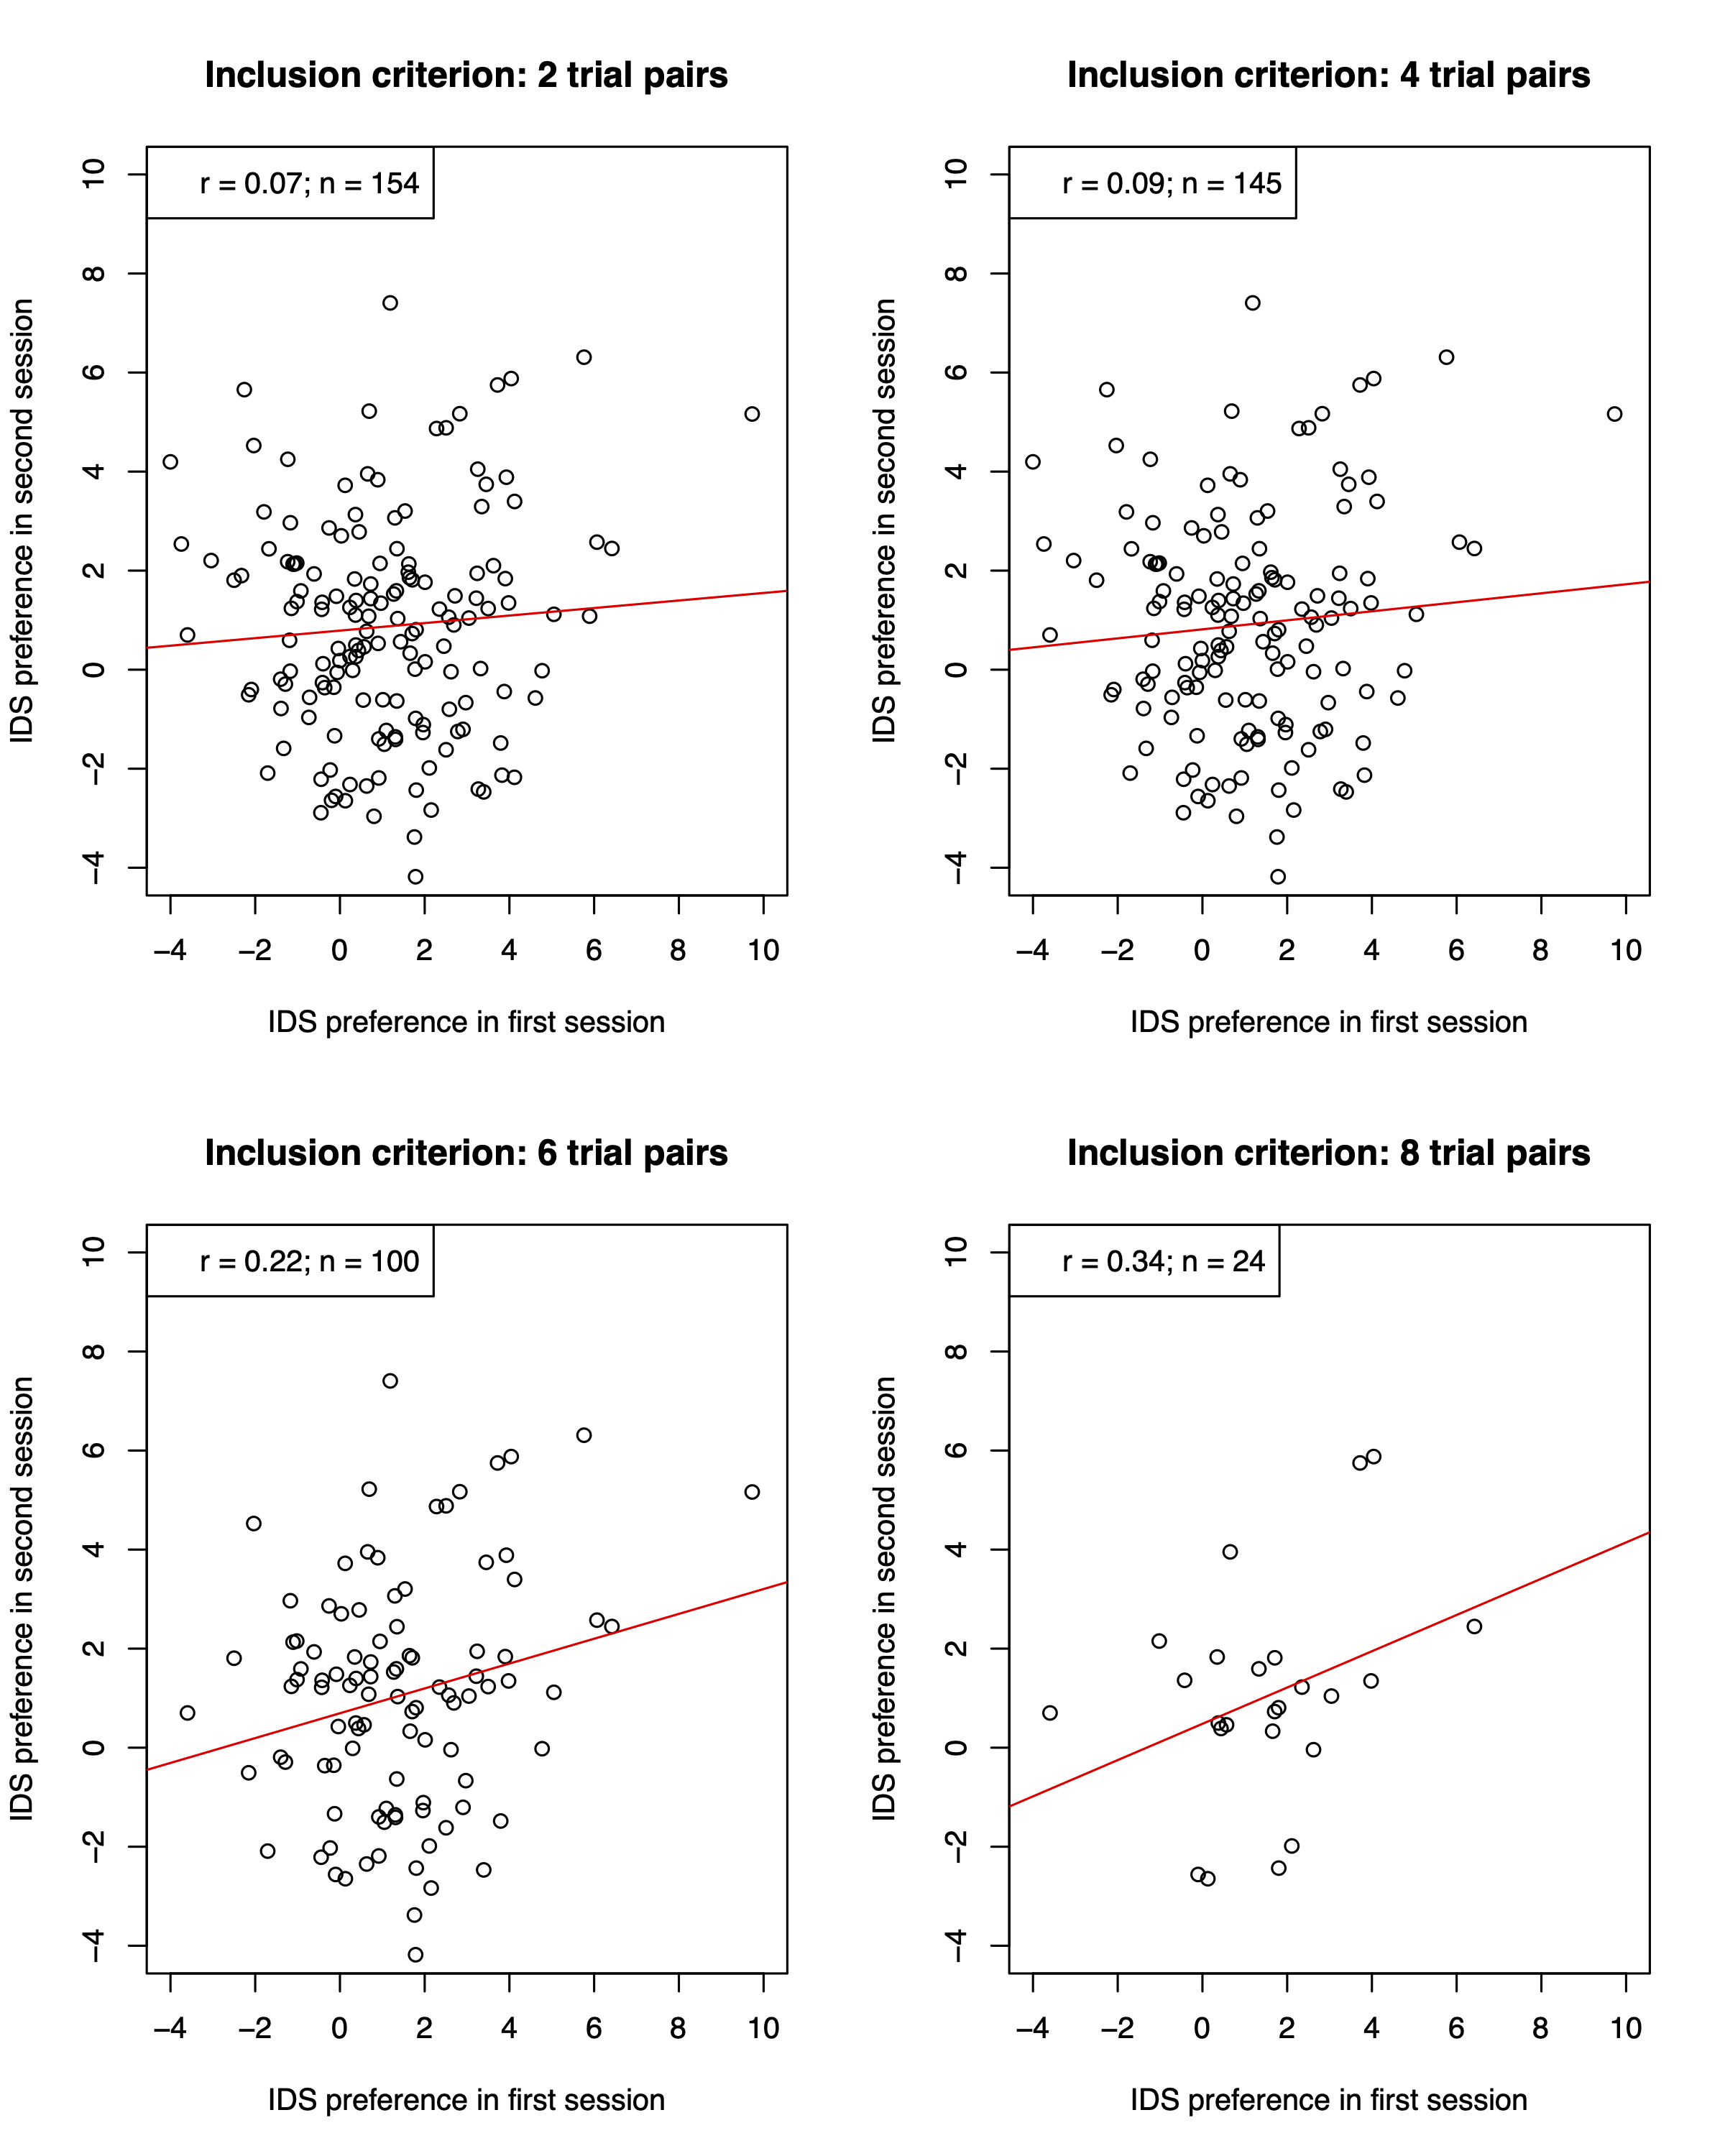 Inclusion criterion: 2 trial pairs
r = 0.07; n = 154
IDS preference in second session
10
8
6
4
2
0
−2
−4
−4 −2 0 2 4 6 8 10
IDS preference in first session
Inclusion criterion: 4 trial pairs
r = 0.09; n = 145
IDS preference in second session
10
8
6
4
2
0
−2
−4
−4 −2 0 2 4 6 8 10
IDS preference in first session
Inclusion criterion: 6 trial pairs
r = 0.22; n = 100
IDS preference in second session
10
8
6
4
2
0
−2
−4
−4 −2 0 2 4 6 8 10
IDS preference in first session
Inclusion criterion: 8 trial pairs
r = 0.34; n = 24
IDS preference in second session
10
8
6
4
2
0
−2
−4
−4 −2 0 2 4 6 8 10
IDS preference in first session